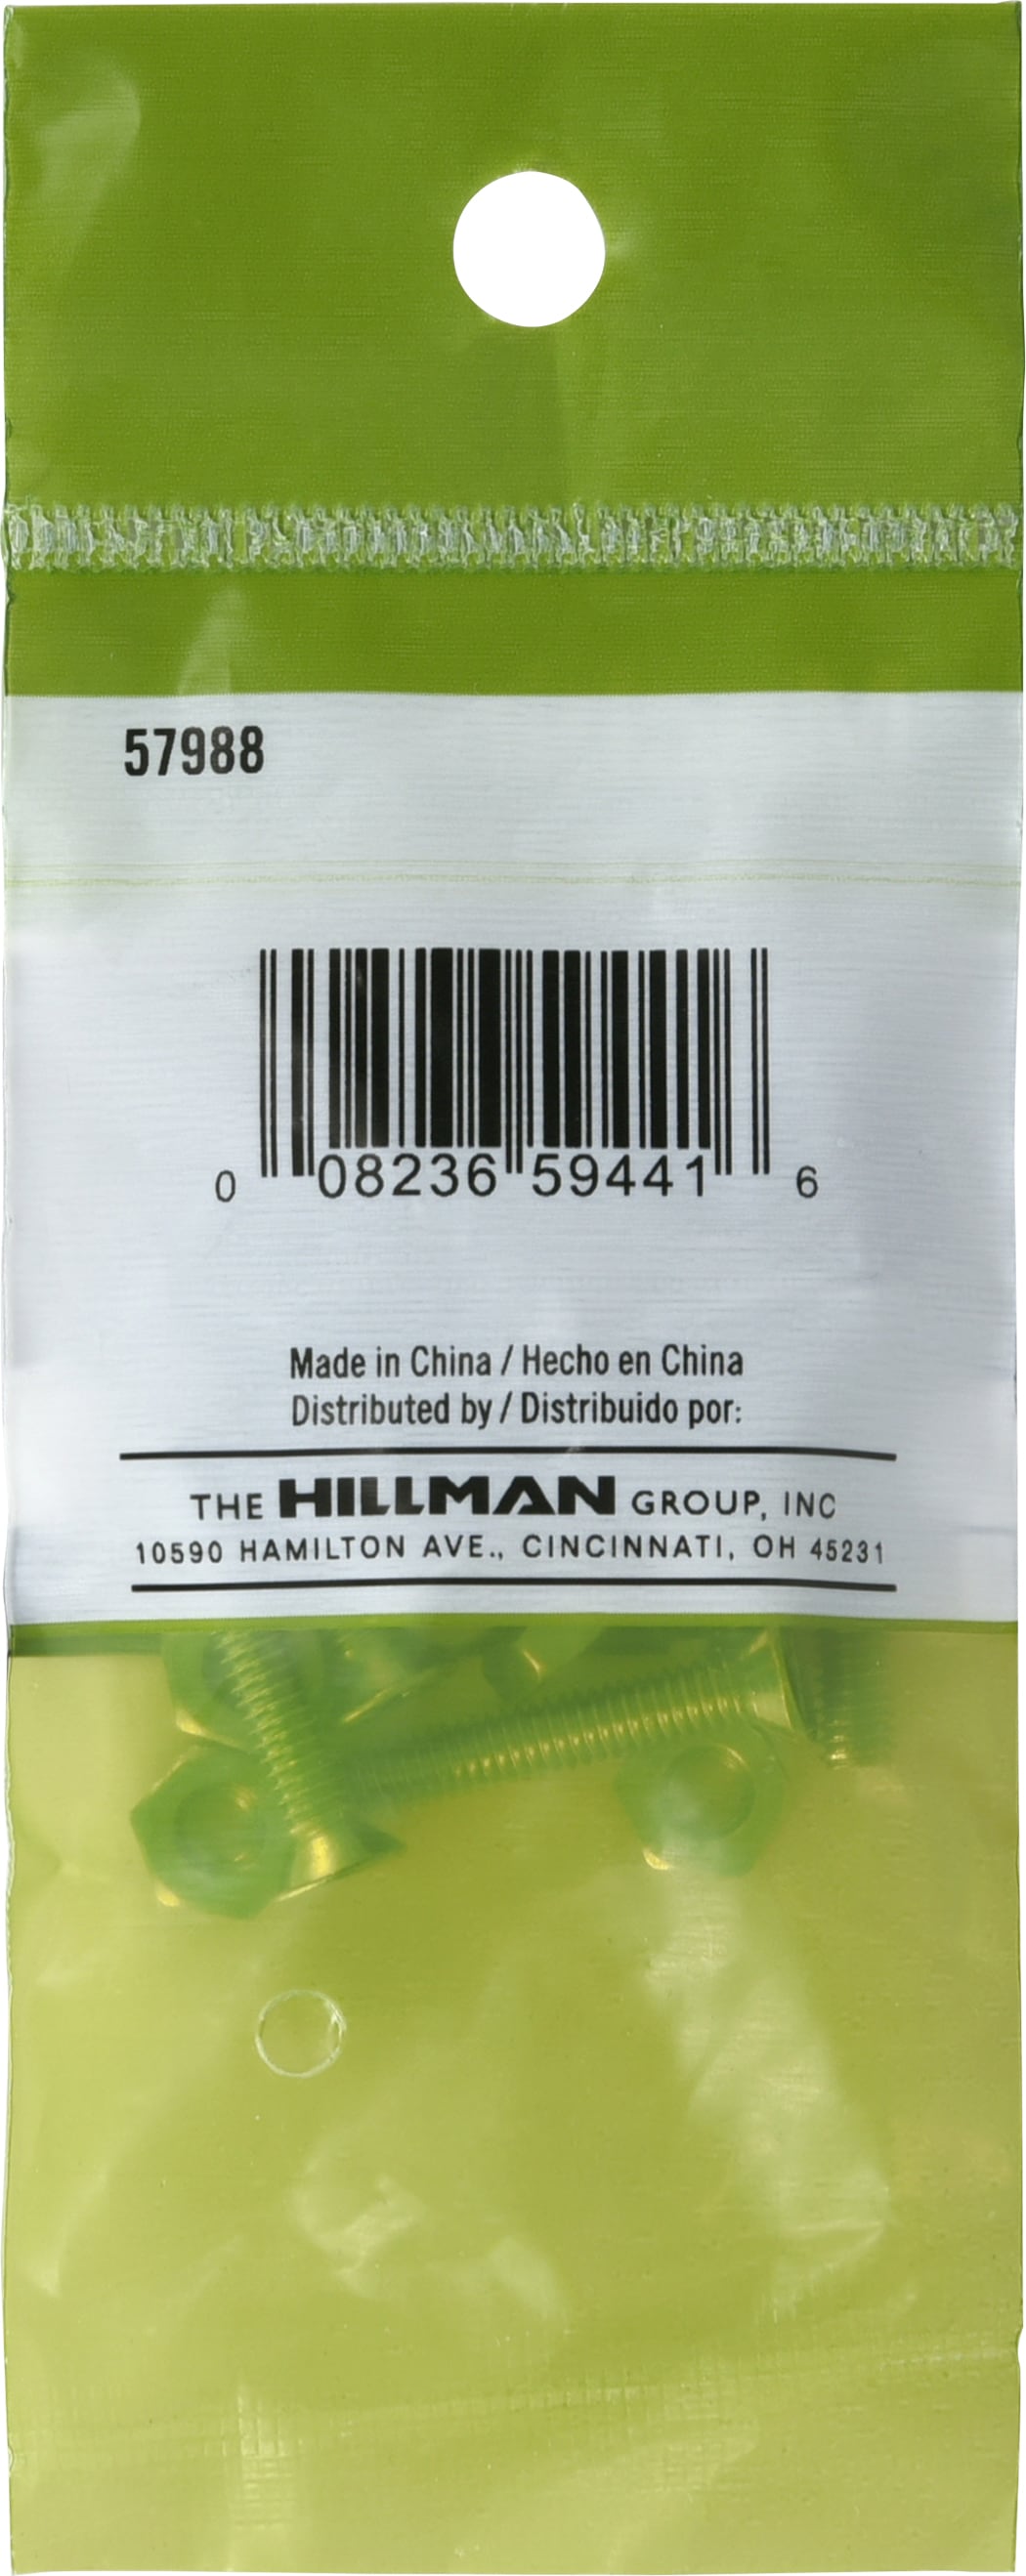 57988
0 08236 59441 6
Made in China / Hecho en China
Distributed by / Distribuido por:
THE HILLMAN GROUP, INC
10590 HAMILTON AVE., CINCINNATI, OH 45231